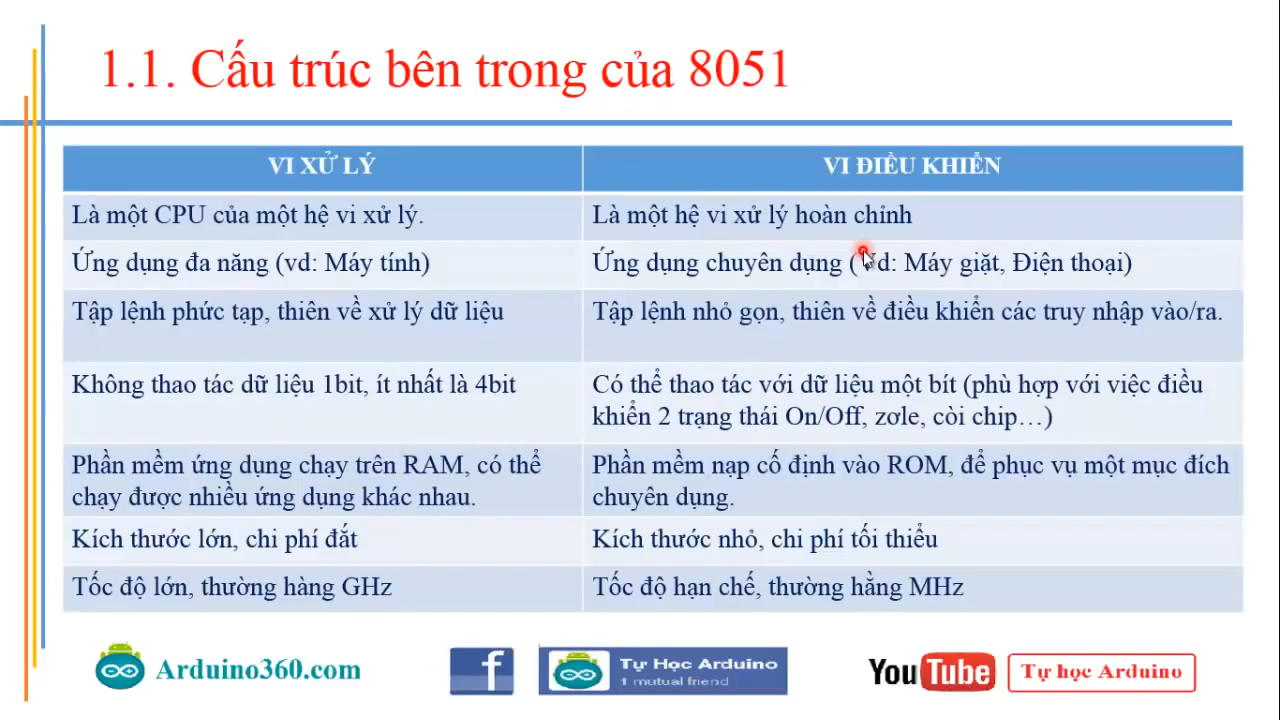 1.1. Cấu trúc bên trong của 8051
VI XỬ LÝ
VI ĐIỀU KHIỂN
Là một CPU của một hệ vi xử lý.
Là một hệ vi xử lý hoàn chỉnh
Ứng dụng đa năng (vd: Máy tính)
Ứng dụng chuyên dụng (Vd: Máy giặt, Điện thoại)
Tập lệnh phức tạp, thiên về xử lý dữ liệu
Tập lệnh nhỏ gọn, thiên về điều khiển các truy nhập vào/ra.
Không thao tác dữ liệu 1bit, ít nhất là 4bit
Có thể thao tác với dữ liệu một bít (phù hợp với việc điều
khiển 2 trạng thái On/Off, zơle, còi chip…)
Phần mềm ứng dụng chạy trên RAM, có thể
chạy được nhiều ứng dụng khác nhau.
Phần mềm nạp cố định vào ROM, để phục vụ một mục đích
chuyên dụng.
Kích thước lớn, chi phí đắt
Kích thước nhỏ, chi phí tối thiểu
Tốc độ lớn, thường hàng GHz
Tốc độ hạn chế, thường hằng MHz
Arduino360.com
f
Tự Học Arduino
1 mutual friend
YouTube
Tự học Arduino